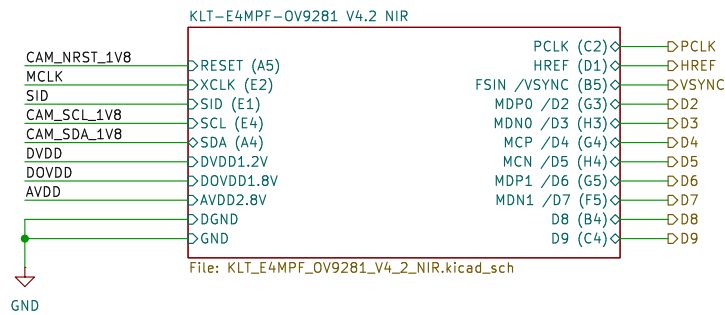 KLT-E4MPF-OV9281 V4.2 NIR
CAM_NRST_1V8 RESET (A5) PCLK (C2) PCLK
MCLK XCLK (E2) HREF (D1) HREF
SID SID (E1) FSIN /VSYNC (B5) VSYNC
CAM_SCL_1V8 SCL (E4) MDP0 /D2 (G3) D2
CAM_SDA_1V8 SDA (A4) MDN0 /D3 (H3) D3
DVDD DVDD1.2V MCP /D4 (G4) D4
DOVDD DOVDD1.8V MCN /D5 (H4) D5
AVDD AVDD2.8V MDP1 /D6 (G5) D6
DGND MDN1 /D7 (F5) D7
GND D8 (B4) D8
D9 (C4) D9
File: KLT_E4MPF_OV9281_V4_2_NIR.kicad_sch
GND